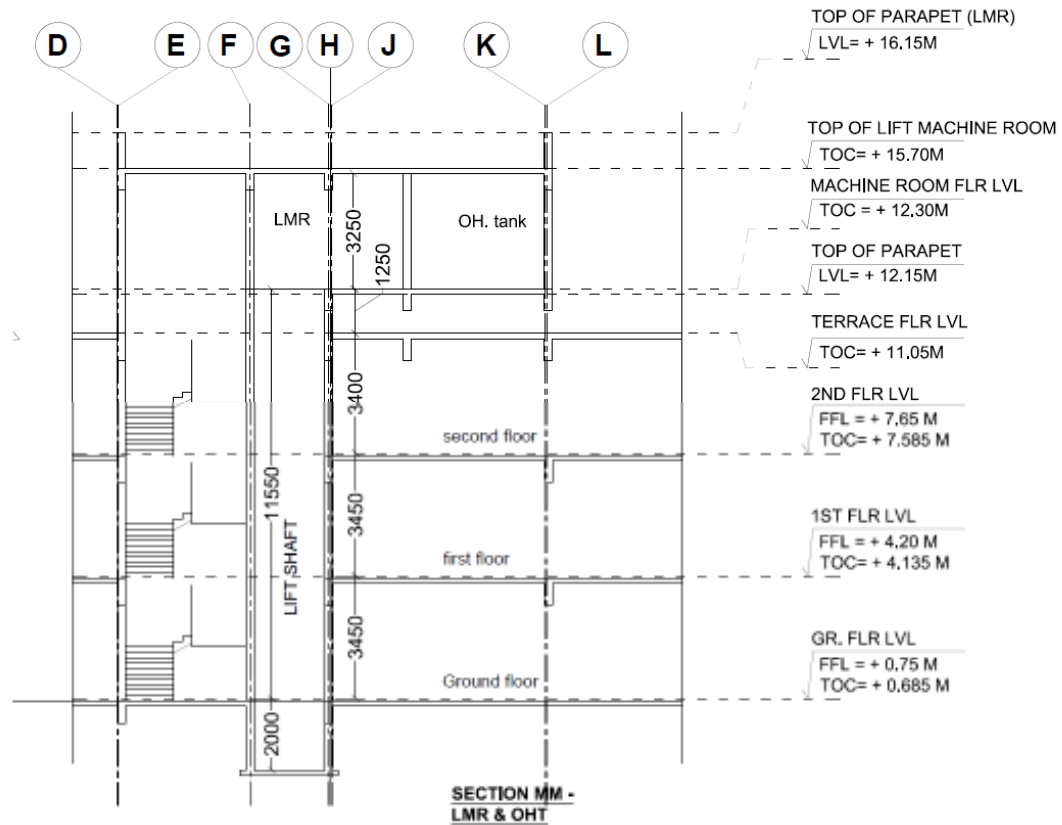 D E F G H J K L
TOP OF PARAPET (LMR)
LVL= + 16.15M
TOP OF LIFT MACHINE ROOM
TOC= + 15.70M
MACHINE ROOM FLR LVL
TOC = + 12.30M
TOP OF PARAPET
LVL= + 12.15M
TERRACE FLR LVL
TOC= + 11.05M
2ND FLR LVL
FFL = + 7.65 M
TOC= + 7.585 M
1ST FLR LVL
FFL = + 4.20 M
TOC= + 4.135 M
GR. FLR LVL
FFL = + 0.75 M
TOC= + 0.685 M
LMR
OH. tank
3250
1250
3400
second floor
11550
3450
LIFT SHAFT
first floor
3450
Ground floor
2000
SECTION MM -
LMR & OHT